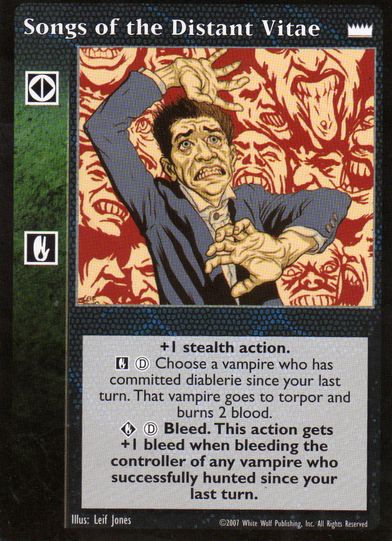 Songs of the Distant Vitae
+1 stealth action.
Ⓓ Choose a vampire who has
committed diablerie since your last
turn. That vampire goes to torpor and
burns 2 blood.
Ⓓ Bleed. This action gets
+1 bleed when bleeding the
controller of any vampire who
successfully hunted since your
last turn.
Illus: Leif Jones
©2007 White Wolf Publishing, Inc. All Rights Reserved